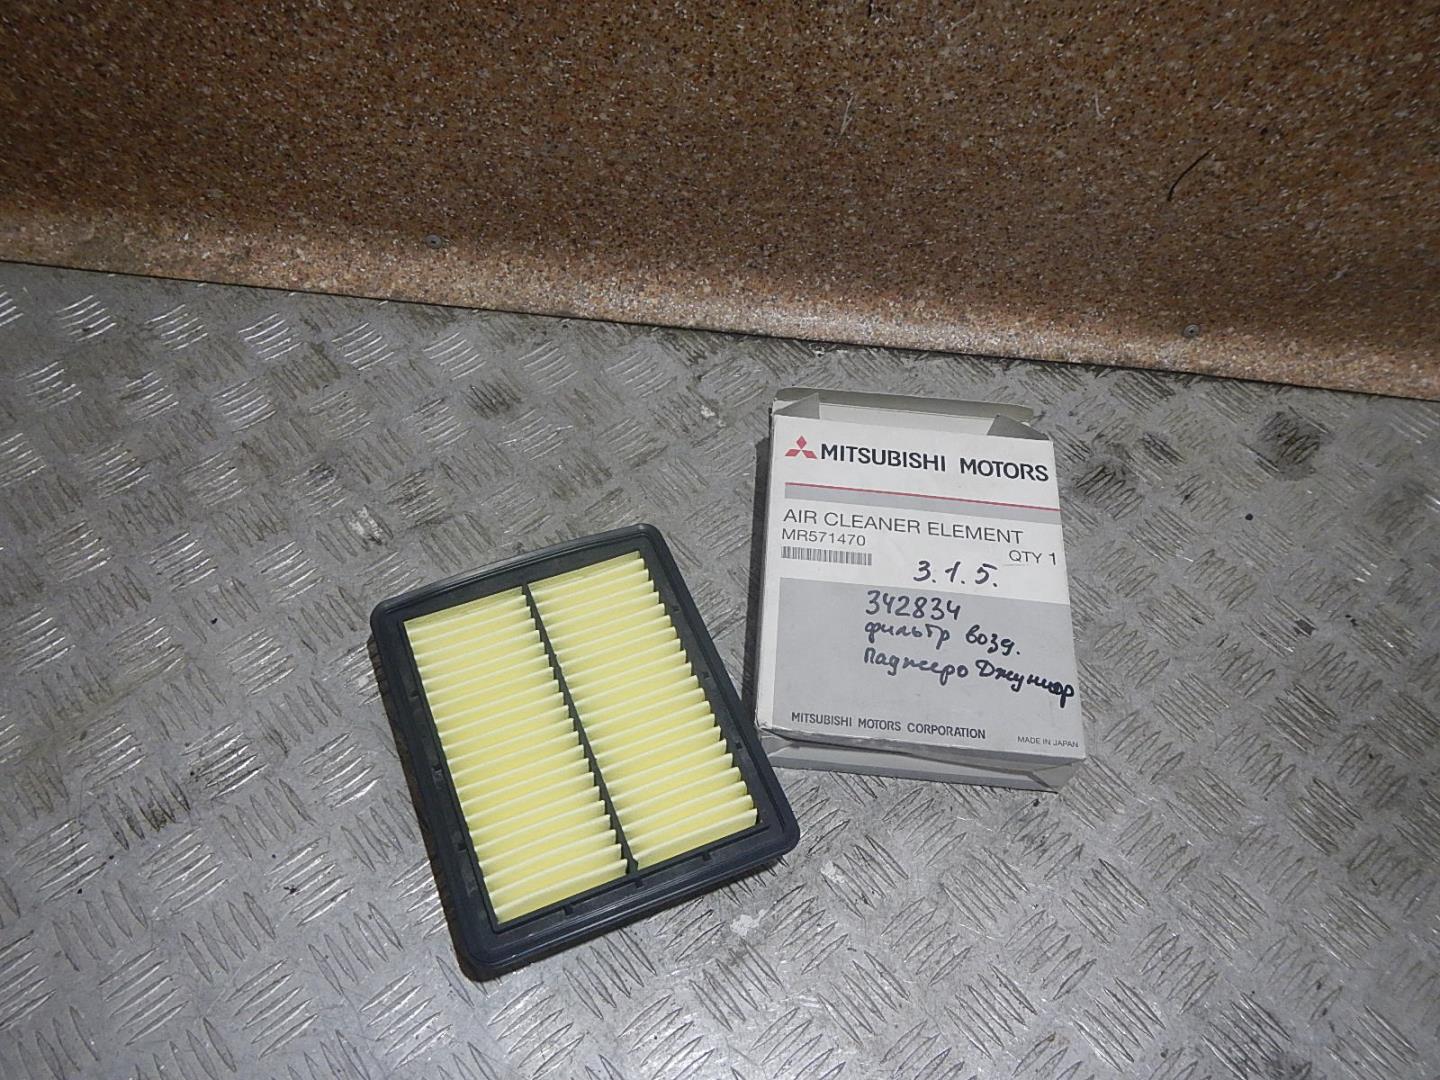 MITSUBISHI MOTORS
AIR CLEANER ELEMENT
MR571470
QTY 1
3.1.5.
342834
фильтр возд.
Паджеро Джуниор
MITSUBISHI MOTORS CORPORATION
MADE IN JAPAN